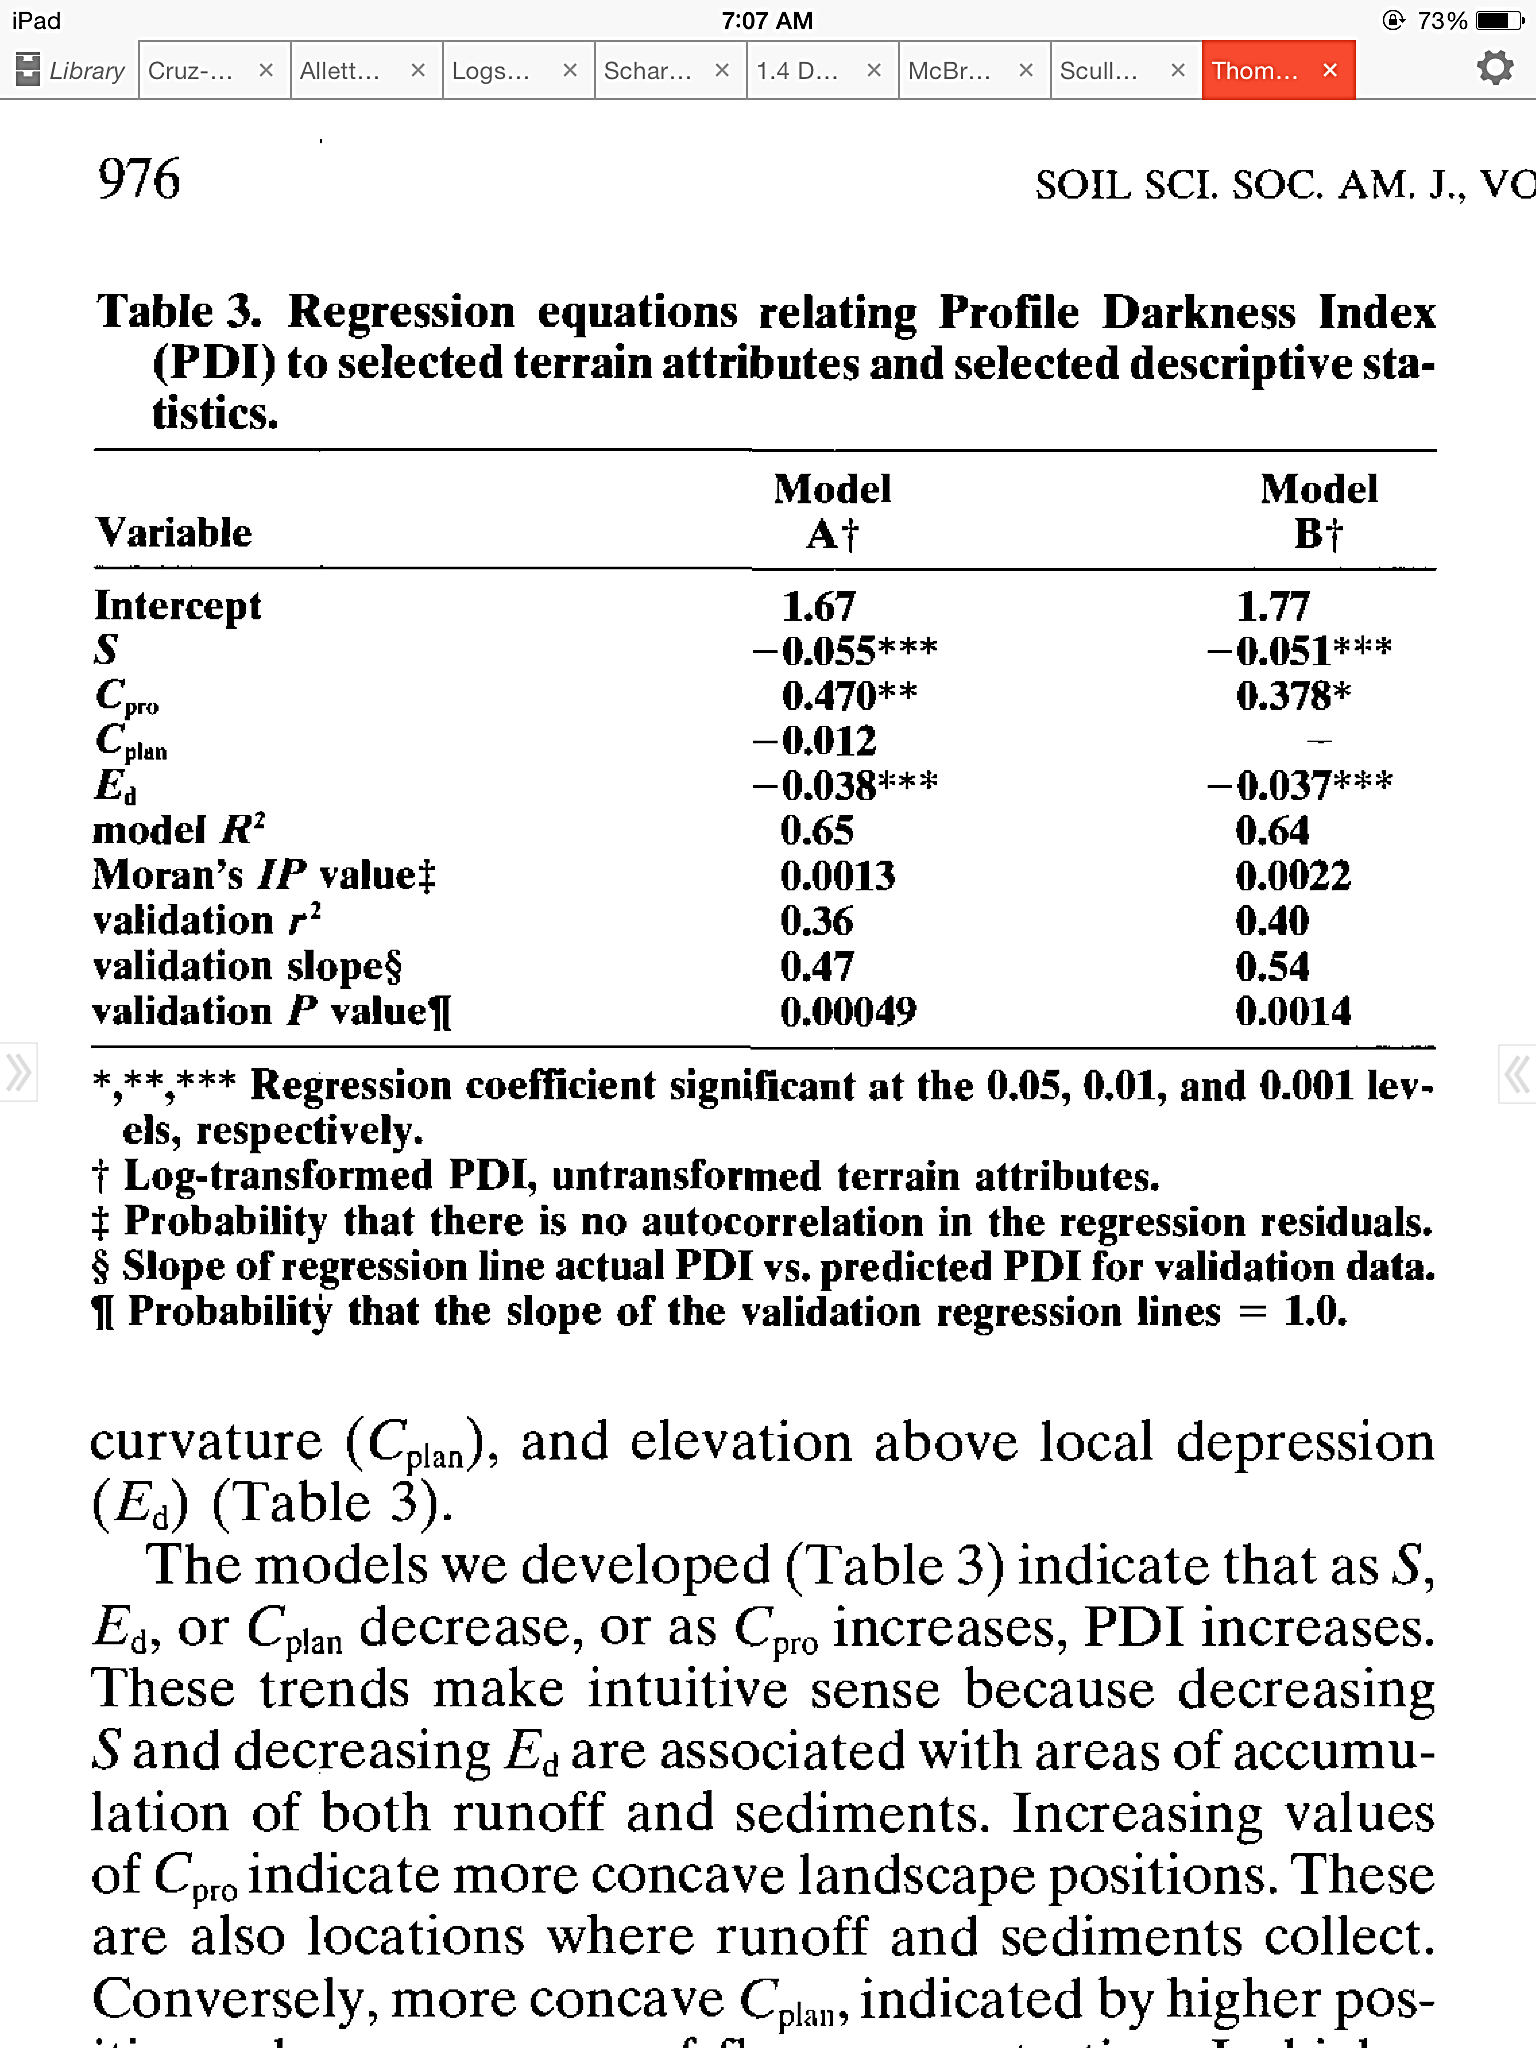 iPad 7:07 AM 73%
Library Cruz-... × Allett... × Logs... × Schar... × 1.4 D... × McBr... × Scull... × Thom... ×
976 SOIL SCI. SOC. AM. J., VO
Table 3. Regression equations relating Profile Darkness Index
(PDI) to selected terrain attributes and selected descriptive sta-
tistics.
Model Model
Variable A† B†
Intercept 1.67 1.77
S −0.055*** −0.051***
Cpro 0.470** 0.378*
Cplan −0.012 –
Ed −0.038*** −0.037***
model R² 0.65 0.64
Moran's IP value‡ 0.0013 0.0022
validation r² 0.36 0.40
validation slope§ 0.47 0.54
validation P value¶ 0.00049 0.0014
*,**,*** Regression coefficient significant at the 0.05, 0.01, and 0.001 lev-
els, respectively.
† Log-transformed PDI, untransformed terrain attributes.
‡ Probability that there is no autocorrelation in the regression residuals.
§ Slope of regression line actual PDI vs. predicted PDI for validation data.
¶ Probability that the slope of the validation regression lines = 1.0.
curvature (Cplan), and elevation above local depression
(Ed) (Table 3).
The models we developed (Table 3) indicate that as S,
Ed, or Cplan decrease, or as Cpro increases, PDI increases.
These trends make intuitive sense because decreasing
S and decreasing Ed are associated with areas of accumu-
lation of both runoff and sediments. Increasing values
of Cpro indicate more concave landscape positions. These
are also locations where runoff and sediments collect.
Conversely, more concave Cplan, indicated by higher pos-